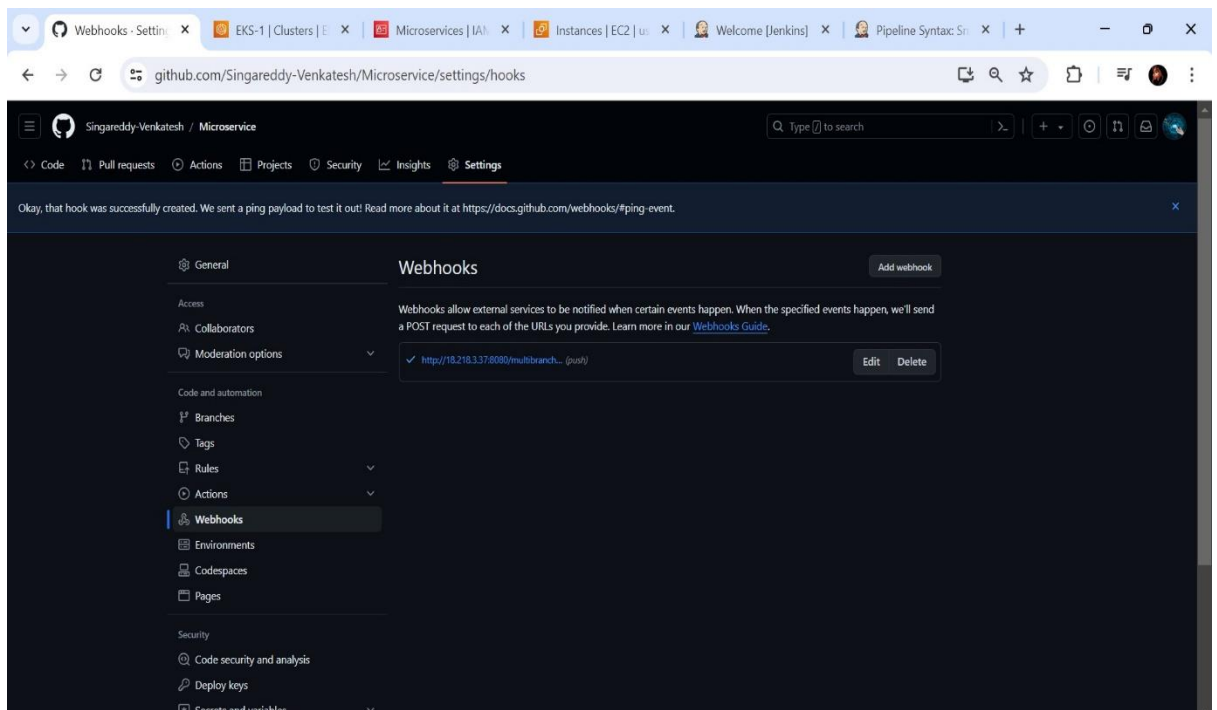 Webhooks · Settin
EKS-1 | Clusters | E
Microservices | IAM
Instances | EC2 | us
Welcome [Jenkins]
Pipeline Syntax: Sn
github.com/Singareddy-Venkatesh/Microservice/settings/hooks
Singareddy-Venkatesh / Microservice
Type / to search
Code Pull requests Actions Projects Security Insights Settings
Okay, that hook was successfully created. We sent a ping payload to test it out! Read more about it at https://docs.github.com/webhooks/#ping-event.
General
Access
Collaborators
Moderation options
Code and automation
Branches
Tags
Rules
Actions
Webhooks
Environments
Codespaces
Pages
Security
Code security and analysis
Deploy keys
Secrets and variables
Webhooks
Add webhook
Webhooks allow external services to be notified when certain events happen. When the specified events happen, we'll send
a POST request to each of the URLs you provide. Learn more in our Webhooks Guide.
http://18.218.3.37:8080/multibranch... (push)
Edit Delete